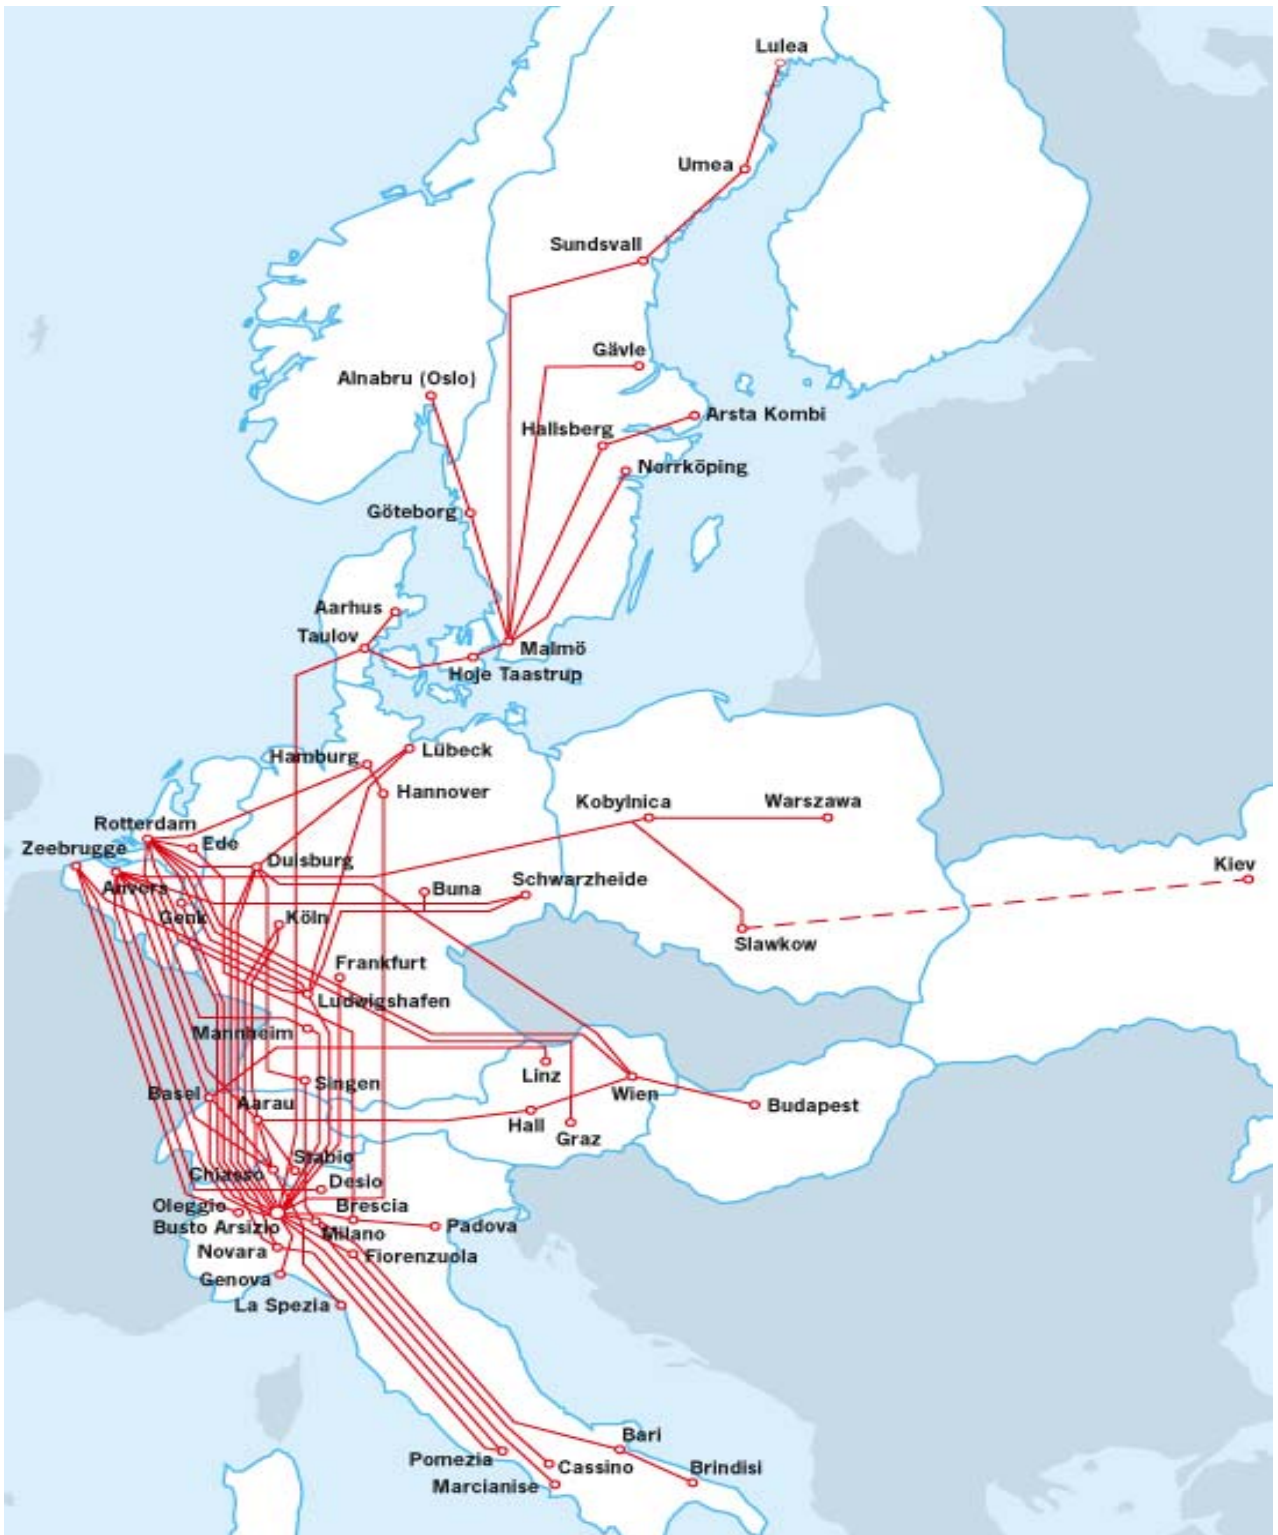 Lulea
Umea
Sundsvall
Gävle
Alnabru (Oslo)
Arsta Kombi
Hallsberg
Norrköping
Göteborg
Aarhus
Taulov
Malmö
Hoje Taastrup
Lübeck
Hamburg
Hannover
Kobylnica
Warszawa
Rotterdam
Ede
Zeebrugge
Duisburg
Kiev
Anvers
Buna
Schwarzheide
Genk
Köln
Slawkow
Frankfurt
Ludwigshafen
Mannheim
Linz
Singen
Basel
Wien
Aarau
Budapest
Hall
Graz
Stabio
Chiasso
Desio
Oleggio
Brescia
Busto Arsizio
Padova
Milano
Novara
Fiorenzuola
Genova
La Spezia
Bari
Pomezia
Cassino
Brindisi
Marcianise